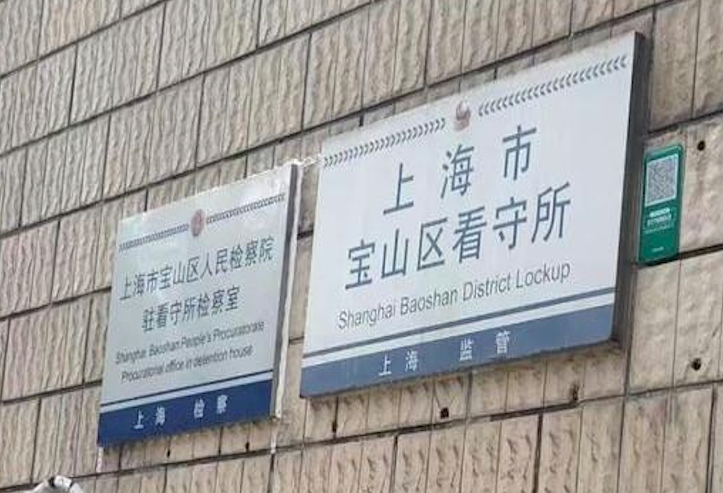 上海市宝山区人民检察院
驻看守所检察室
Shanghai Baoshan People's Procuratorate
Procuratorial office in detention house
上海 检察
上海市
宝山区看守所
Shanghai Baoshan District Lockup
上海 监管